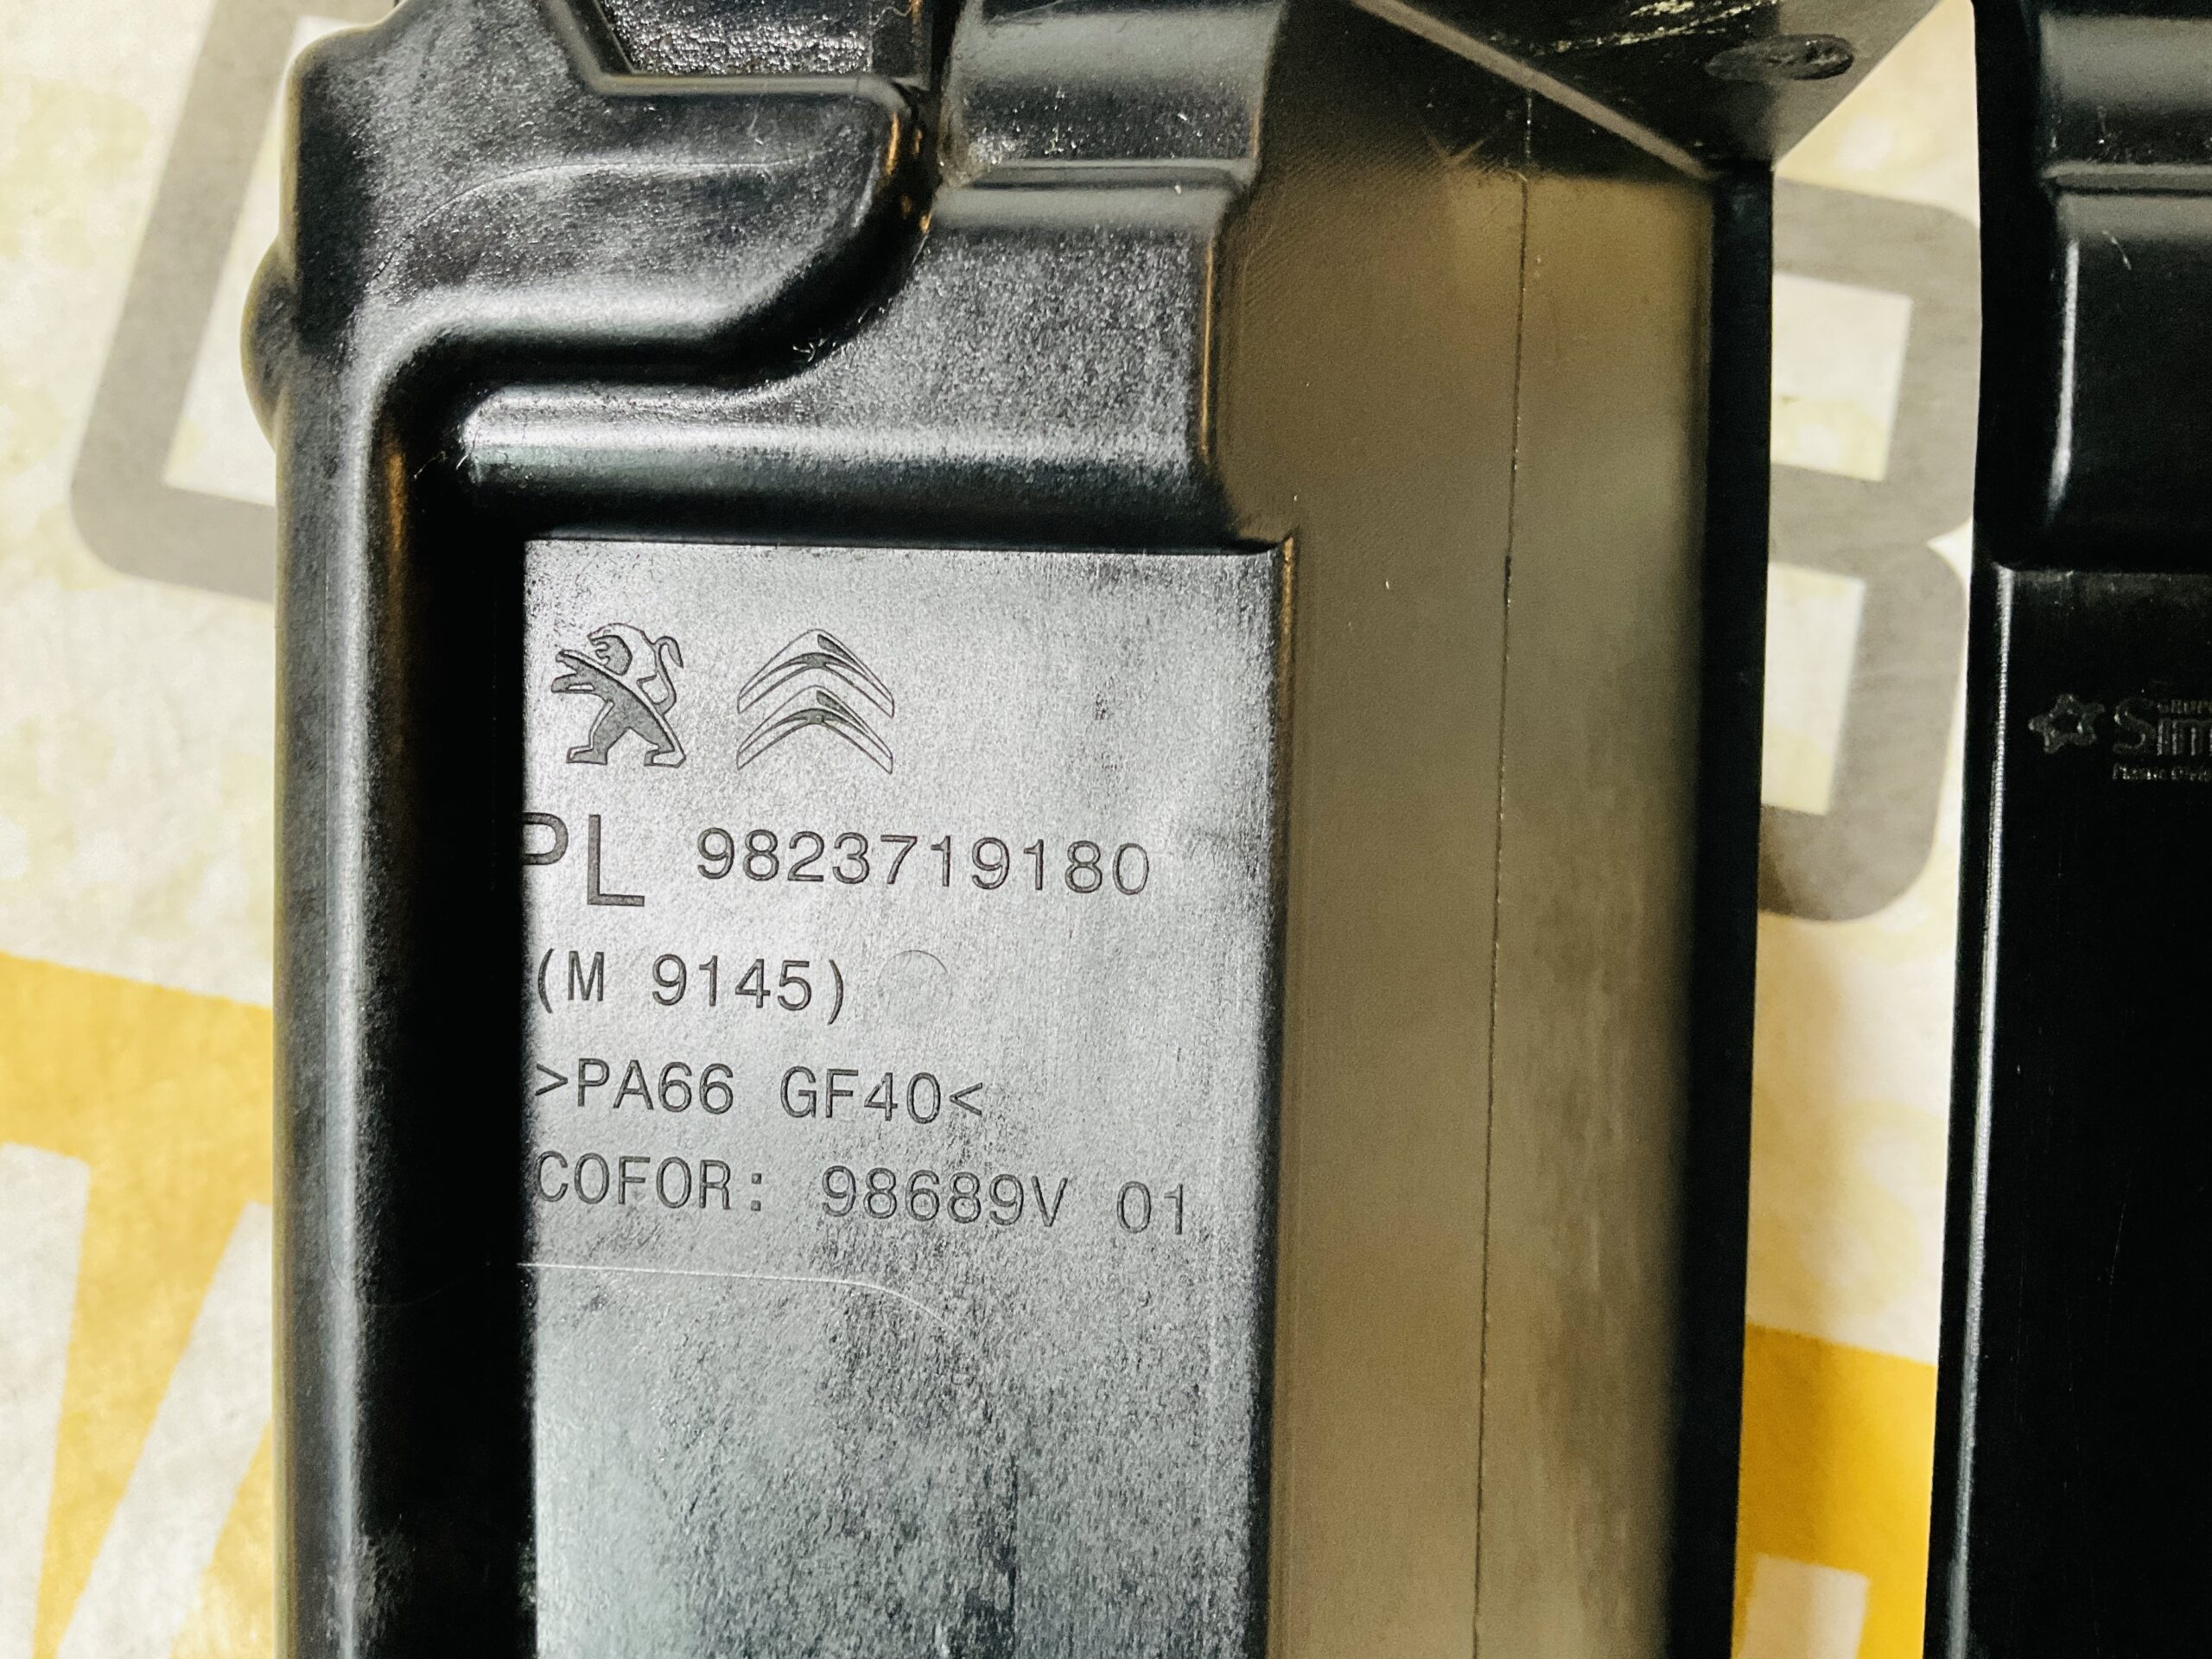 PL 9823719180
(M 9145)
>PA66 GF40<
COFOR: 98689V 01